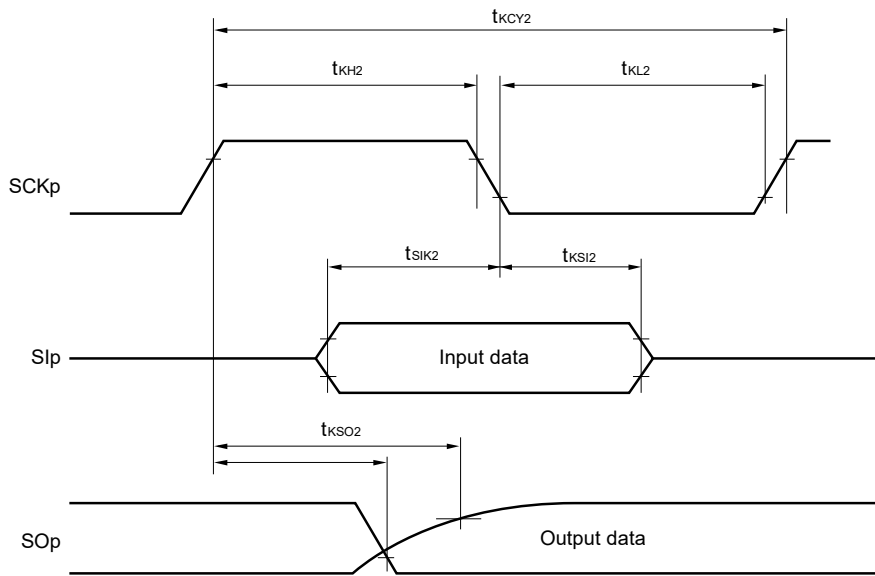 tKCY2
tKH2
tKL2
SCKp
tSIK2
tKSI2
SIp
Input data
tKSO2
SOp
Output data